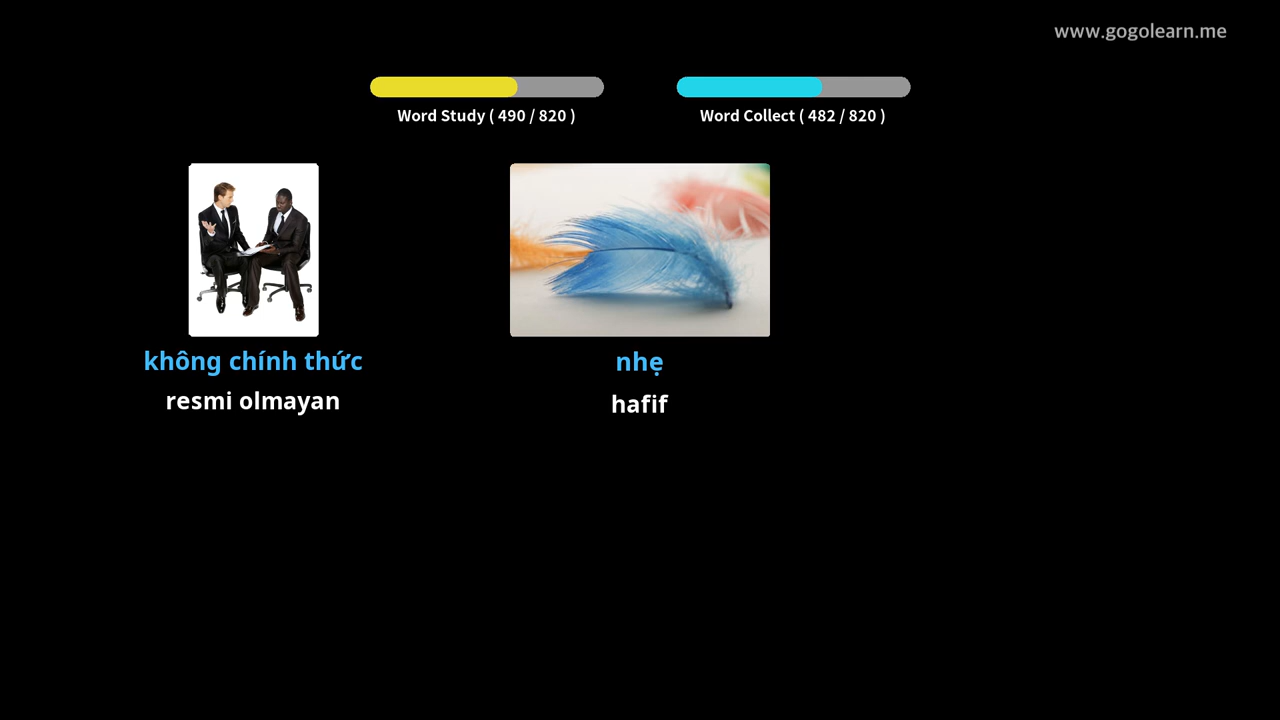 www.gogolearn.me
Word Study ( 490 / 820 )
Word Collect ( 482 / 820 )
không chính thức
resmi olmayan
nhẹ
hafif